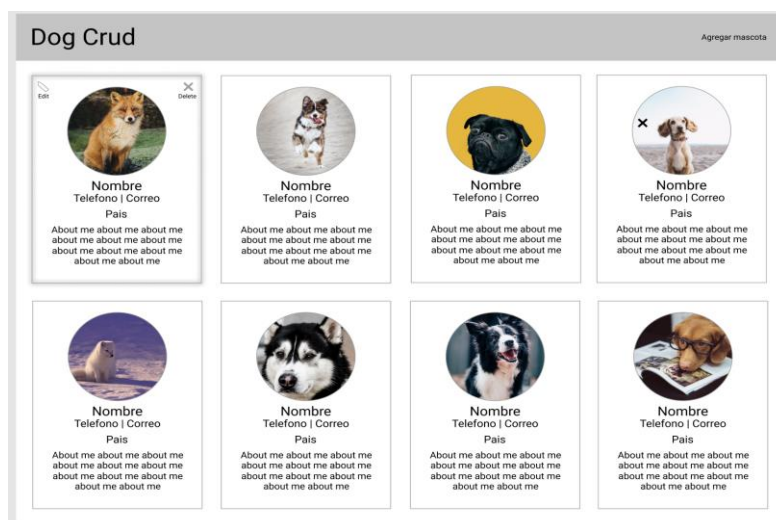 Dog Crud
Agregar mascota
Edit
Delete
Nombre
Telefono | Correo
Pais
About me about me about me
about me about me about me
about me about me about me
about me about me
Nombre
Telefono | Correo
Pais
About me about me about me
about me about me about me
about me about me about me
about me about me
Nombre
Telefono | Correo
Pais
About me about me about me
about me about me about me
about me about me about me
about me about me
Nombre
Telefono | Correo
Pais
About me about me about me
about me about me about me
about me about me about me
about me about me
Nombre
Telefono | Correo
Pais
About me about me about me
about me about me about me
about me about me about me
about me about me
Nombre
Telefono | Correo
Pais
About me about me about me
about me about me about me
about me about me about me
about me about me
Nombre
Telefono | Correo
Pais
About me about me about me
about me about me about me
about me about me about me
about me about me
Nombre
Telefono | Correo
Pais
About me about me about me
about me about me about me
about me about me about me
about me about me